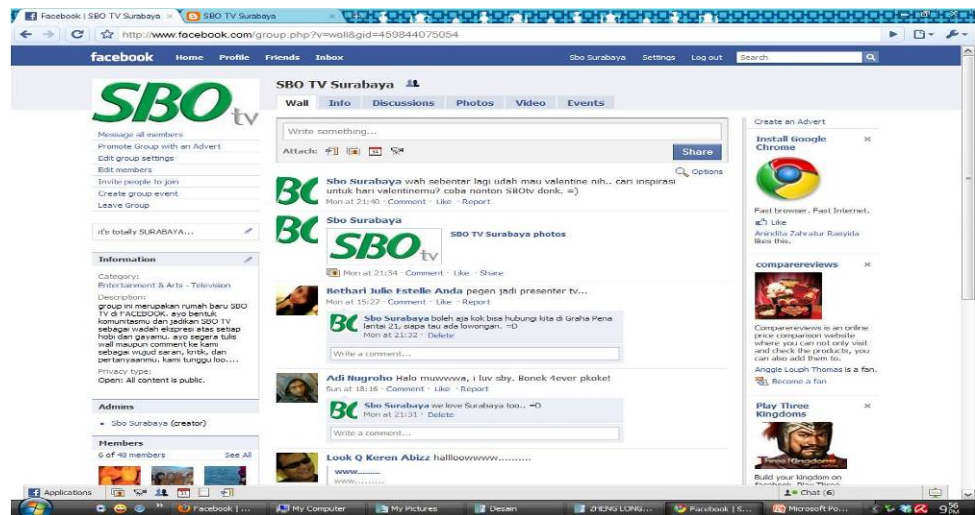 Facebook | SBO TV Surabaya
SBO TV Surabaya
http://www.facebook.com/group.php?v=wall&gid=459844075054
facebook Home Profile Friends Inbox Sbo Surabaya Settings Log out Search
SBO tv
Message all members
Promote Group with an Advert
Edit group settings
Edit members
Invite people to join
Create group event
Leave Group
it's totally SURABAYA...
Information
Category:
Entertainment & Arts - Television
Description:
group ini merupakan rumah baru SBO
TV di FACEBOOK. ayo bentuk
komunitasmu dan jadikan SBO TV
sebagai wadah ekspresi atas setiap
hobi dan gayamu. ayo segera tulis
wall maupun comment ke kami
sebagai wujud saran, kritik, dan
pertanyaanmu. kami tunggu loo....
Privacy type:
Open: All content is public.
Admins
Sbo Surabaya (creator)
Members
6 of 48 members See All
SBO TV Surabaya
Wall Info Discussions Photos Video Events
Write something...
Attach: 31 Share
Options
Sbo Surabaya wah sebentar lagi udah mau valentine nih.. cari inspirasi
untuk hari valentinemu? coba nonton SBOtv donk. =)
Mon at 21:40 · Comment · Like · Report
Sbo Surabaya
SBO tv
SBO TV Surabaya photos
Mon at 21:34 · Comment · Like · Share
Bethari Julie Estelle Anda pegen jadi presenter tv...
Mon at 15:27 · Comment · Like · Report
Sbo Surabaya boleh aja kok bisa hubungi kita di Graha Pena
lantai 21, siapa tau ada lowongan. =D
Mon at 21:32 · Delete
Write a comment...
Adi Nugroho Halo muwwwa, i luv sby. Bonek 4ever pkoke!
Sun at 18:16 · Comment · Like · Report
Sbo Surabaya we love Surabaya too.. =D
Mon at 21:31 · Delete
Write a comment...
Look Q Keren Abizz hallloowwww..........
www.........
www.........
Create an Advert
Install Google
Chrome
Fast browser. Fast Internet.
Like
Anindita Zahratur Rasyida
likes this.
comparereviews
Comparereviews is an online
price comparison website
where you can not only visit
and check the products, you
can also add them to.
Anggie Louph Thomas is a fan.
Become a fan
Play Three
Kingdoms
Three Kingdoms
Build your kingdom on
Applications 31 Chat (6)
Facebook | ... My Computer My Pictures Desain ZHENG LONG... Facebook | S... Microsoft Po...